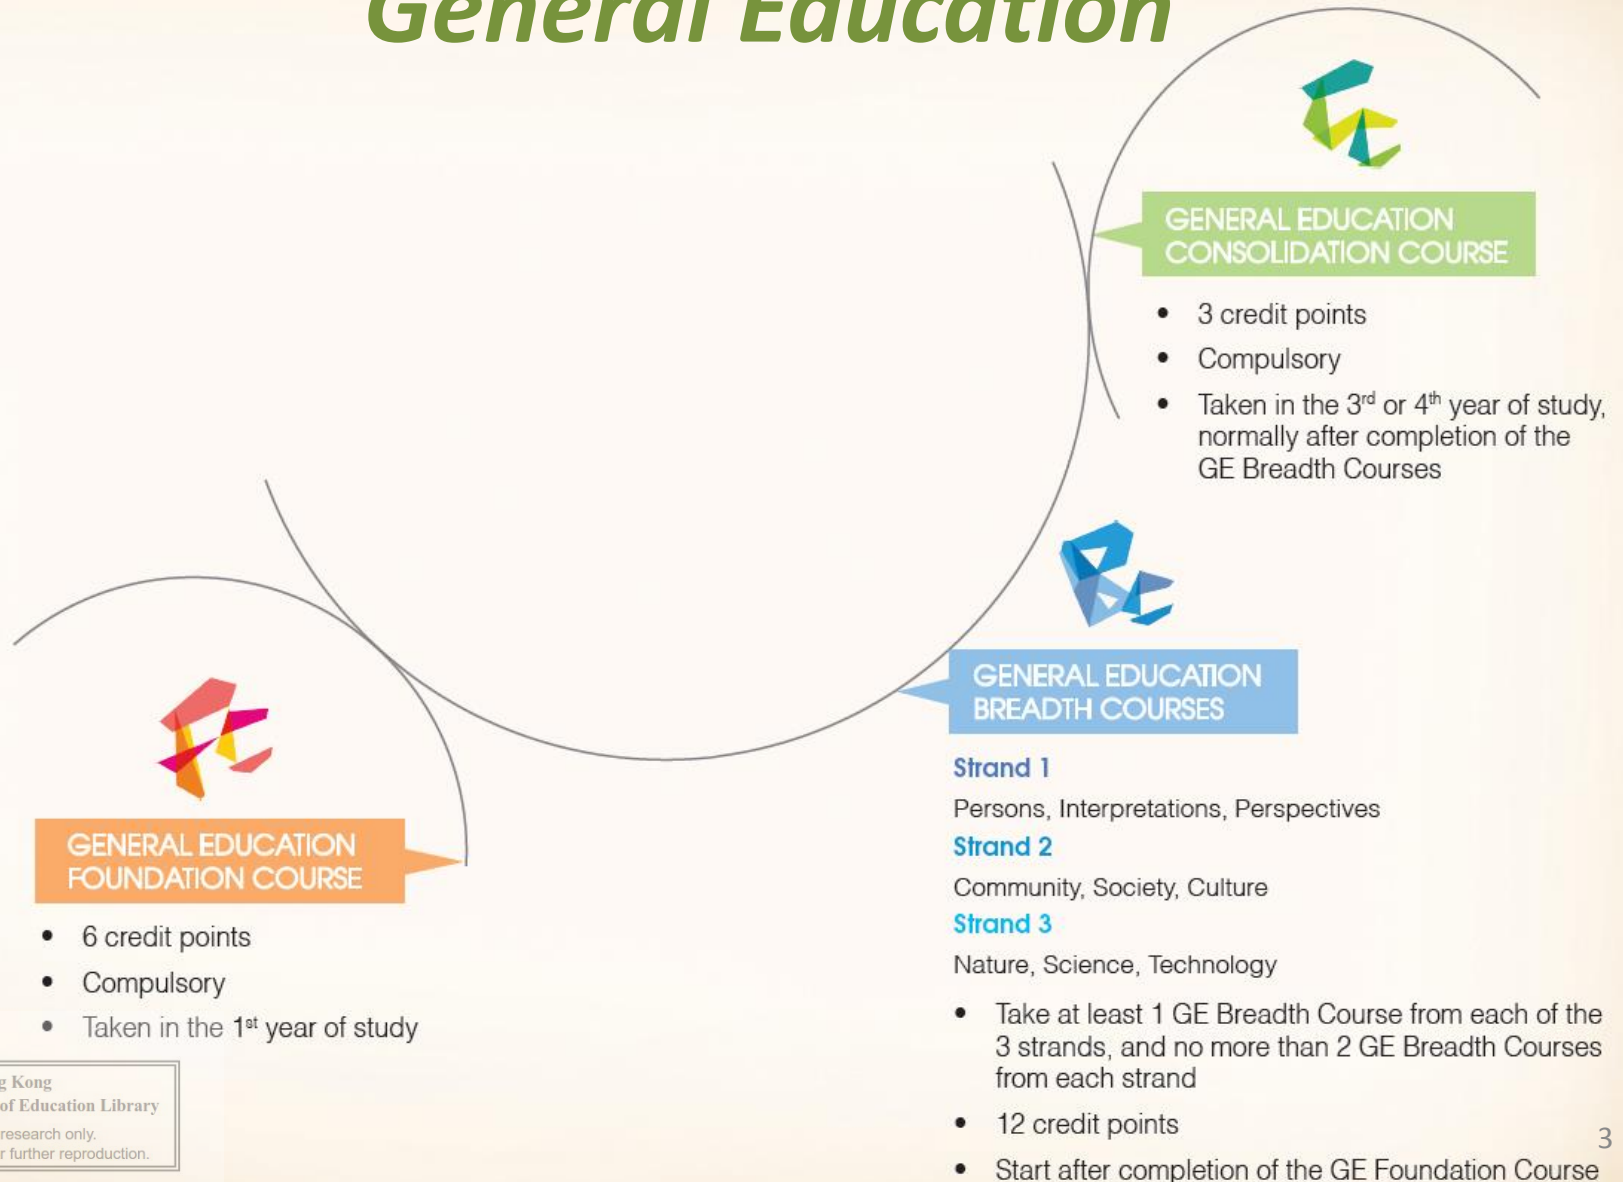 General Education
GENERAL EDUCATION
CONSOLIDATION COURSE
• 3 credit points
• Compulsory
• Taken in the 3rd or 4th year of study,
normally after completion of the
GE Breadth Courses
GENERAL EDUCATION
BREADTH COURSES
Strand 1
Persons, Interpretations, Perspectives
Strand 2
Community, Society, Culture
Strand 3
Nature, Science, Technology
• Take at least 1 GE Breadth Course from each of the
3 strands, and no more than 2 GE Breadth Courses
from each strand
• 12 credit points
• Start after completion of the GE Foundation Course
GENERAL EDUCATION
FOUNDATION COURSE
• 6 credit points
• Compulsory
• Taken in the 1st year of study
g Kong
of Education Library
research only.
r further reproduction.
3